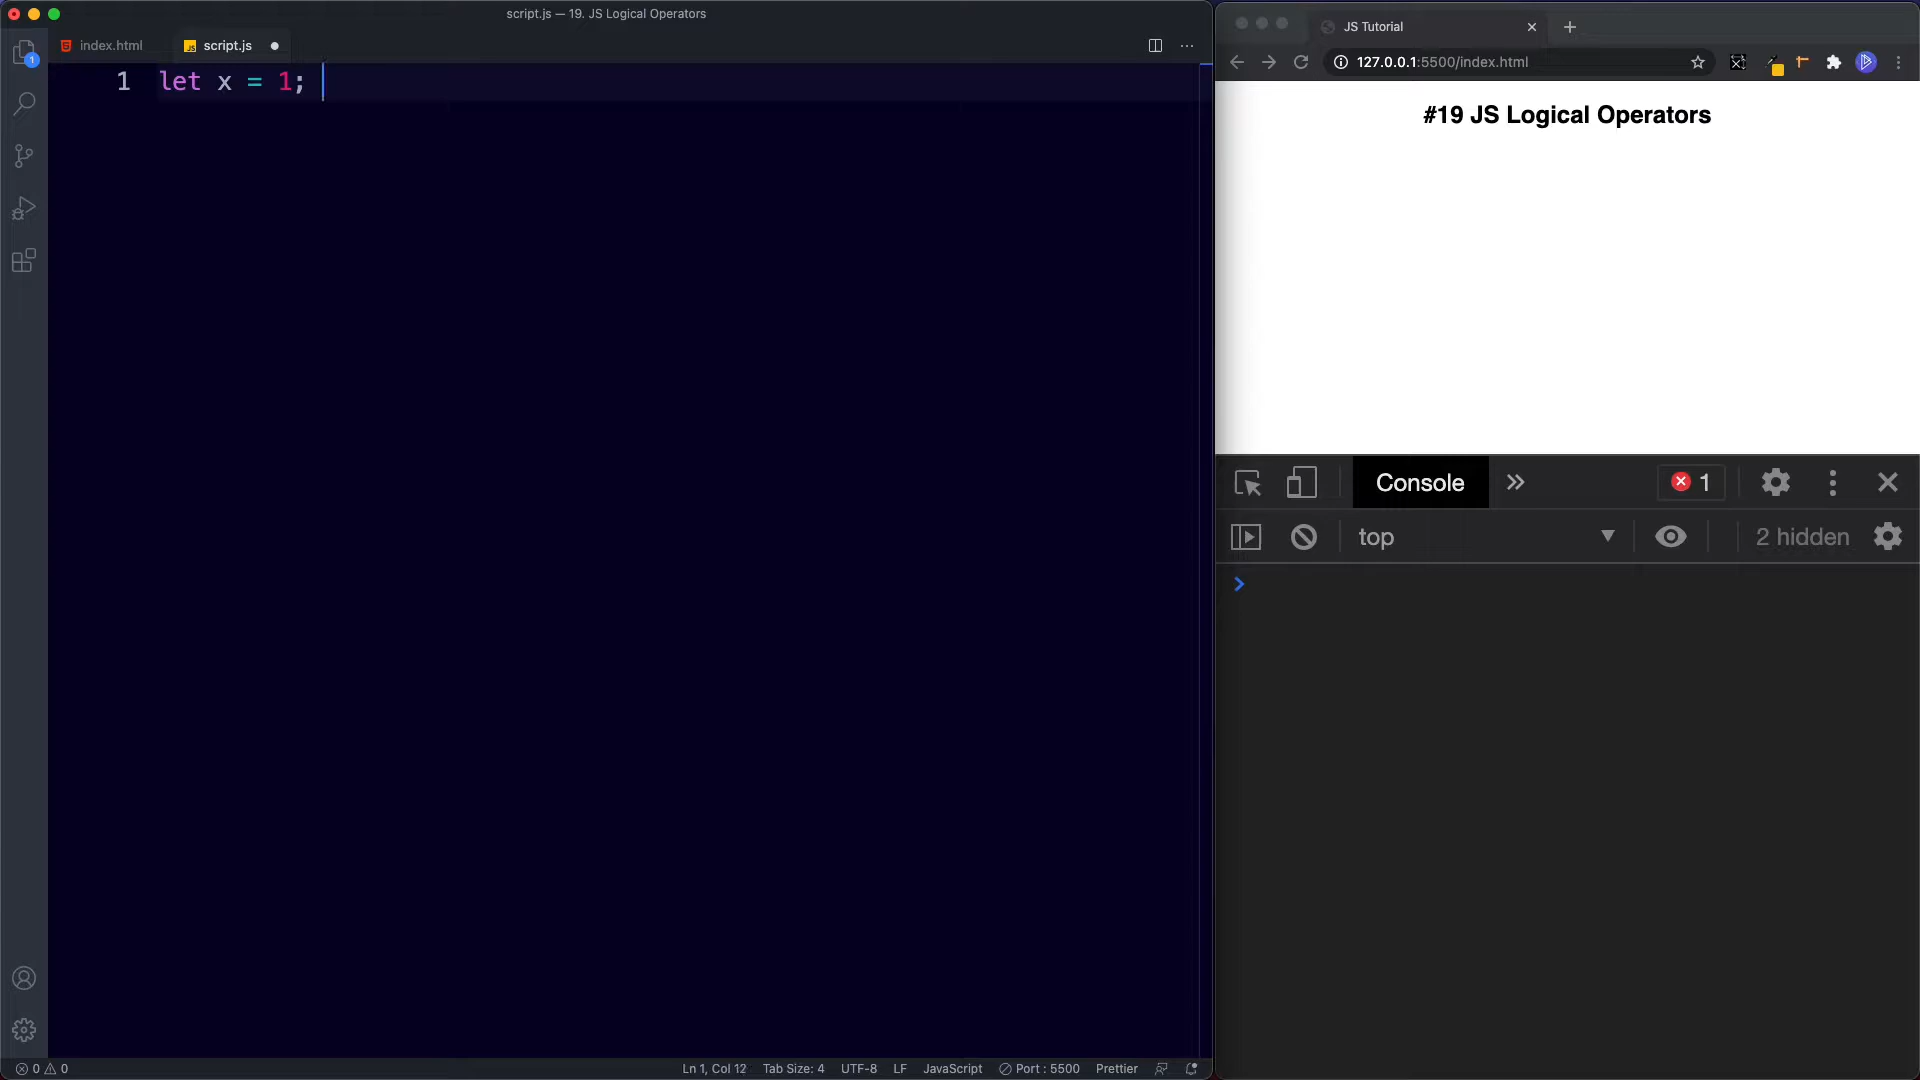 script.js — 19. JS Logical Operators
index.html
JS script.js
1
1 let x = 1;
0 0
Ln 1, Col 12 Tab Size: 4 UTF-8 LF JavaScript Port : 5500 Prettier
JS Tutorial
127.0.0.1:5500/index.html
#19 JS Logical Operators
Console
1
top
2 hidden